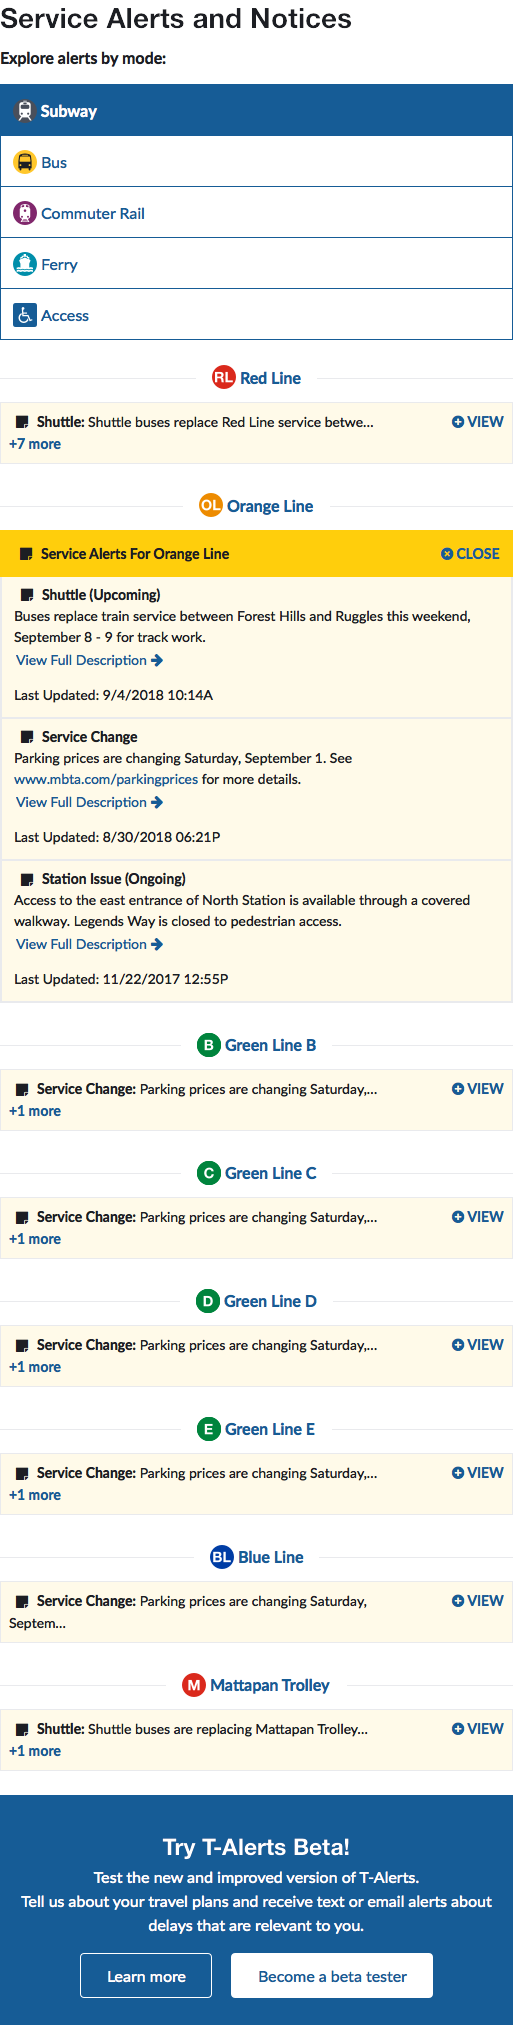 Service Alerts and Notices
Explore alerts by mode:
Subway
Bus
Commuter Rail
Ferry
Access
RL Red Line
Shuttle: Shuttle buses replace Red Line service betwe... VIEW
+7 more
OL Orange Line
Service Alerts For Orange Line CLOSE
Shuttle (Upcoming)
Buses replace train service between Forest Hills and Ruggles this weekend,
September 8 - 9 for track work.
View Full Description
Last Updated: 9/4/2018 10:14A
Service Change
Parking prices are changing Saturday, September 1. See
www.mbta.com/parkingprices for more details.
View Full Description
Last Updated: 8/30/2018 06:21P
Station Issue (Ongoing)
Access to the east entrance of North Station is available through a covered
walkway. Legends Way is closed to pedestrian access.
View Full Description
Last Updated: 11/22/2017 12:55P
B Green Line B
Service Change: Parking prices are changing Saturday,... VIEW
+1 more
C Green Line C
Service Change: Parking prices are changing Saturday,... VIEW
+1 more
D Green Line D
Service Change: Parking prices are changing Saturday,... VIEW
+1 more
E Green Line E
Service Change: Parking prices are changing Saturday,... VIEW
+1 more
BL Blue Line
Service Change: Parking prices are changing Saturday, VIEW
Septem...
M Mattapan Trolley
Shuttle: Shuttle buses are replacing Mattapan Trolley... VIEW
+1 more
Try T-Alerts Beta!
Test the new and improved version of T-Alerts.
Tell us about your travel plans and receive text or email alerts about
delays that are relevant to you.
Learn more Become a beta tester